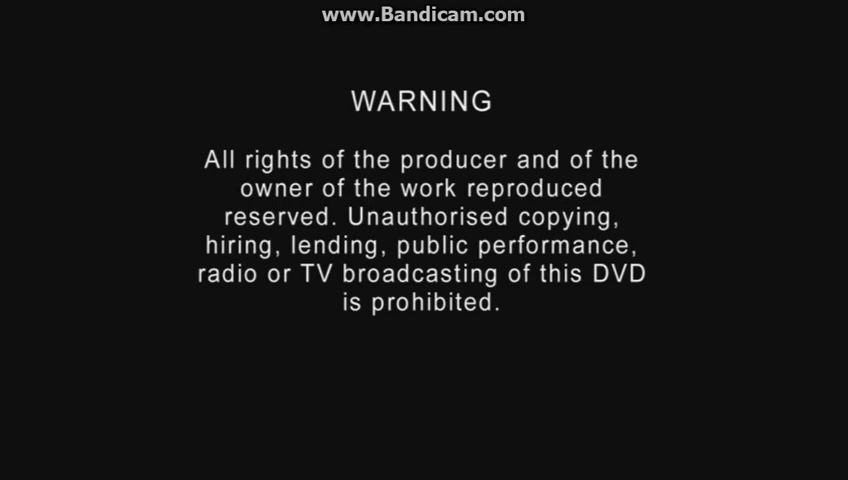 www.Bandicam.com
WARNING
All rights of the producer and of the
owner of the work reproduced
reserved. Unauthorised copying,
hiring, lending, public performance,
radio or TV broadcasting of this DVD
is prohibited.